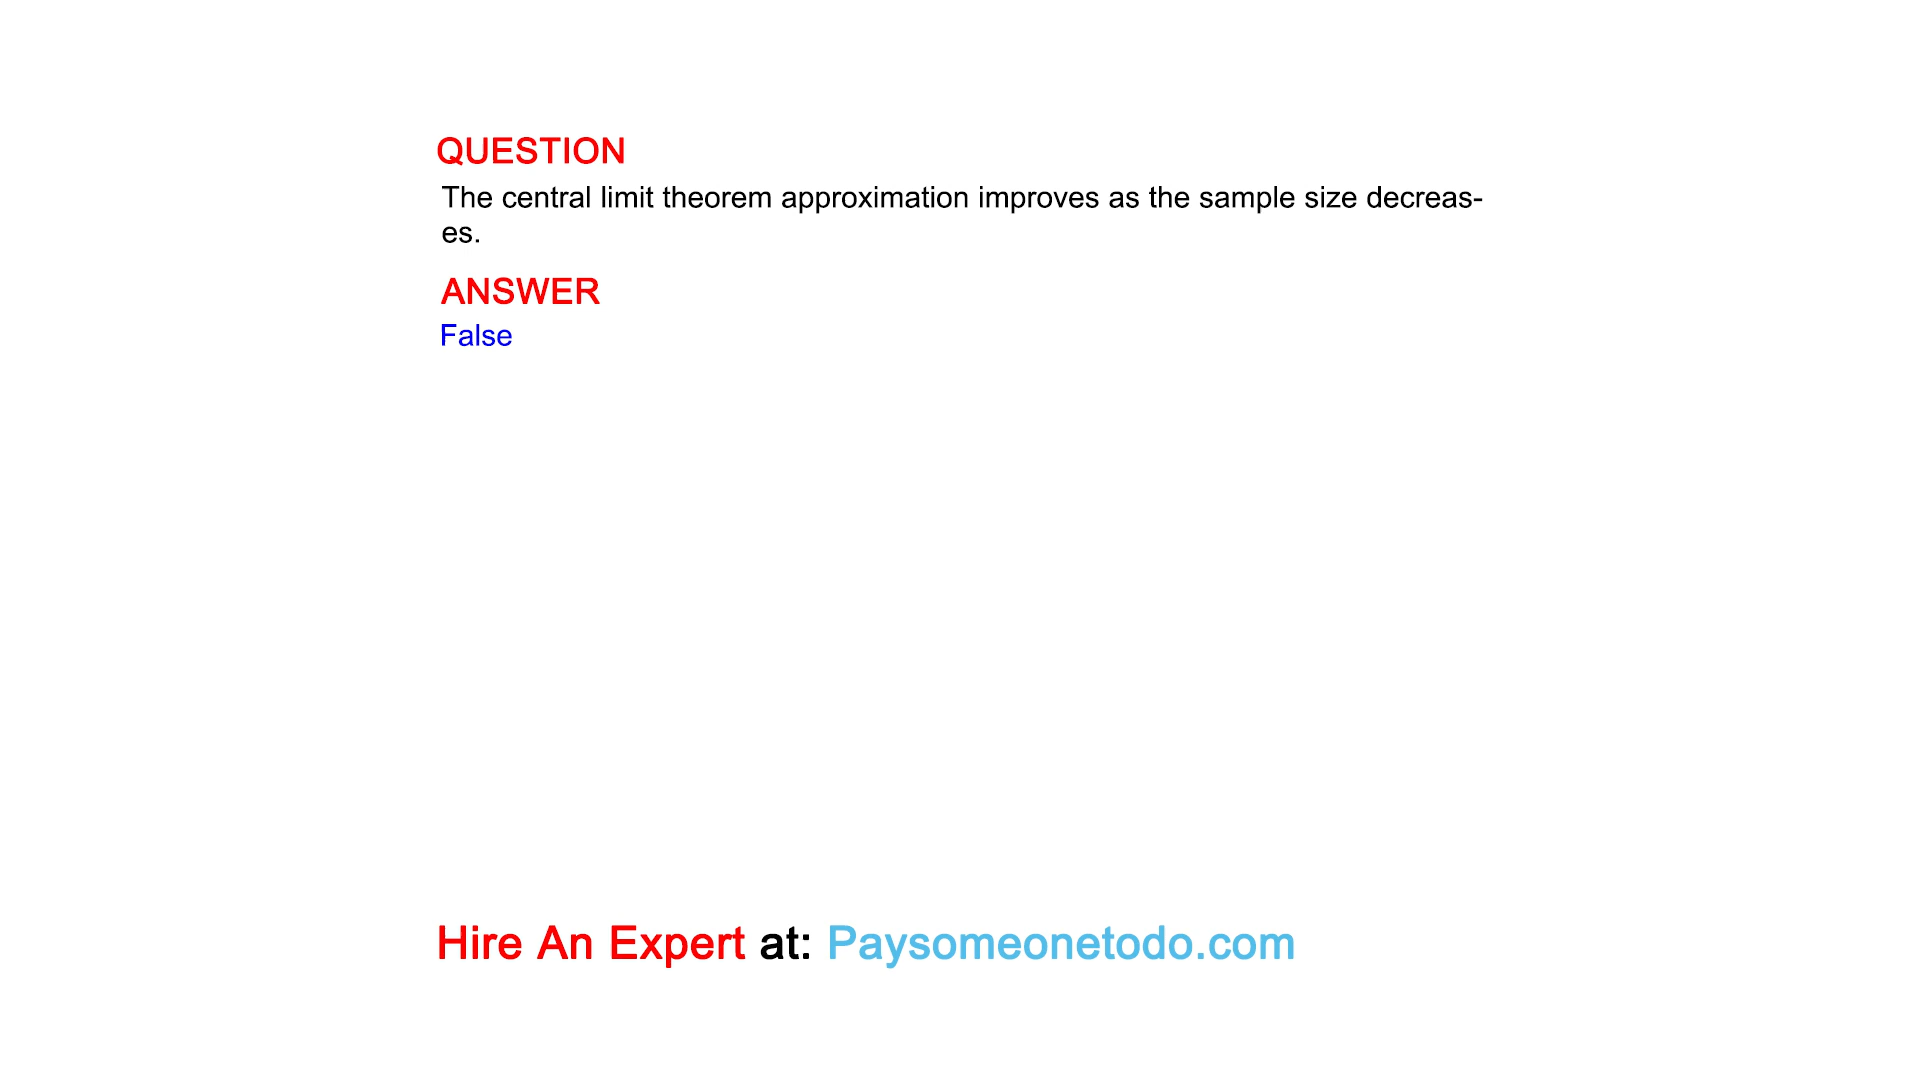 QUESTION
The central limit theorem approximation improves as the sample size decreas-
es.
ANSWER
False
Hire An Expert at: Paysomeonetodo.com